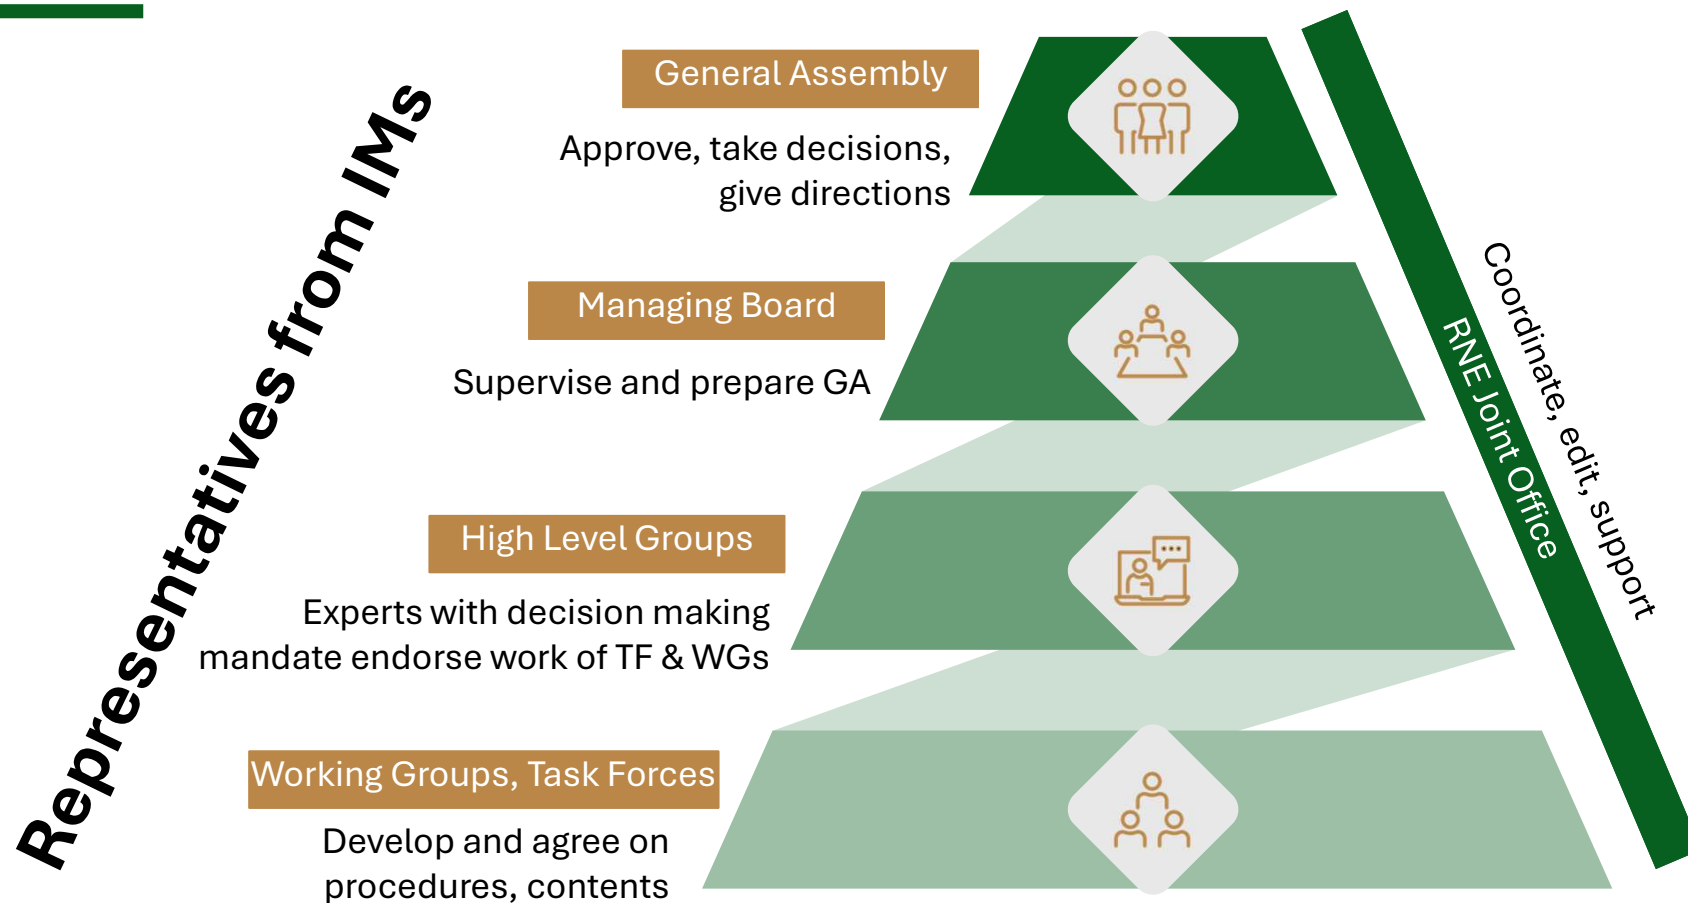 Representatives from IMs
General Assembly
Approve, take decisions,
give directions
Managing Board
Supervise and prepare GA
High Level Groups
Experts with decision making
mandate endorse work of TF & WGs
Working Groups, Task Forces
Develop and agree on
procedures, contents
RNE Joint Office
Coordinate, edit, support